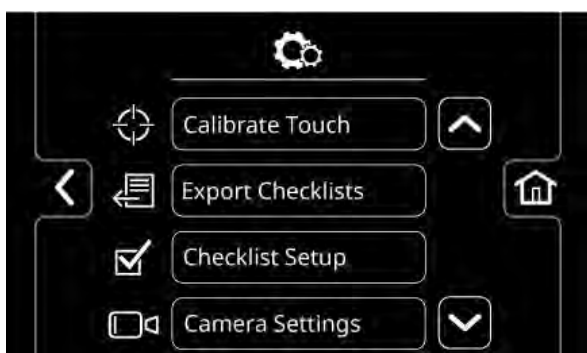 Calibrate Touch
Export Checklists
Checklist Setup
Camera Settings